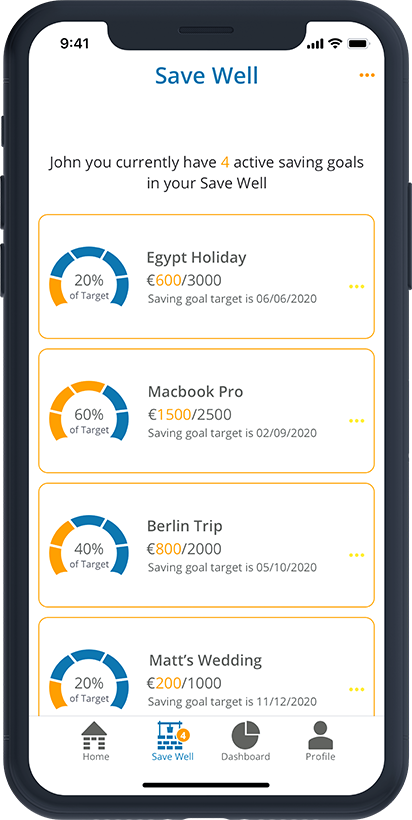 9:41
Save Well
John you currently have 4 active saving goals
in your Save Well
Egypt Holiday
20%
of Target
€600/3000
Saving goal target is 06/06/2020
Macbook Pro
60%
of Target
€1500/2500
Saving goal target is 02/09/2020
Berlin Trip
40%
of Target
€800/2000
Saving goal target is 05/10/2020
Matt's Wedding
20%
of Target
€200/1000
Saving goal target is 11/12/2020
4
Home
Save Well
Dashboard
Profile